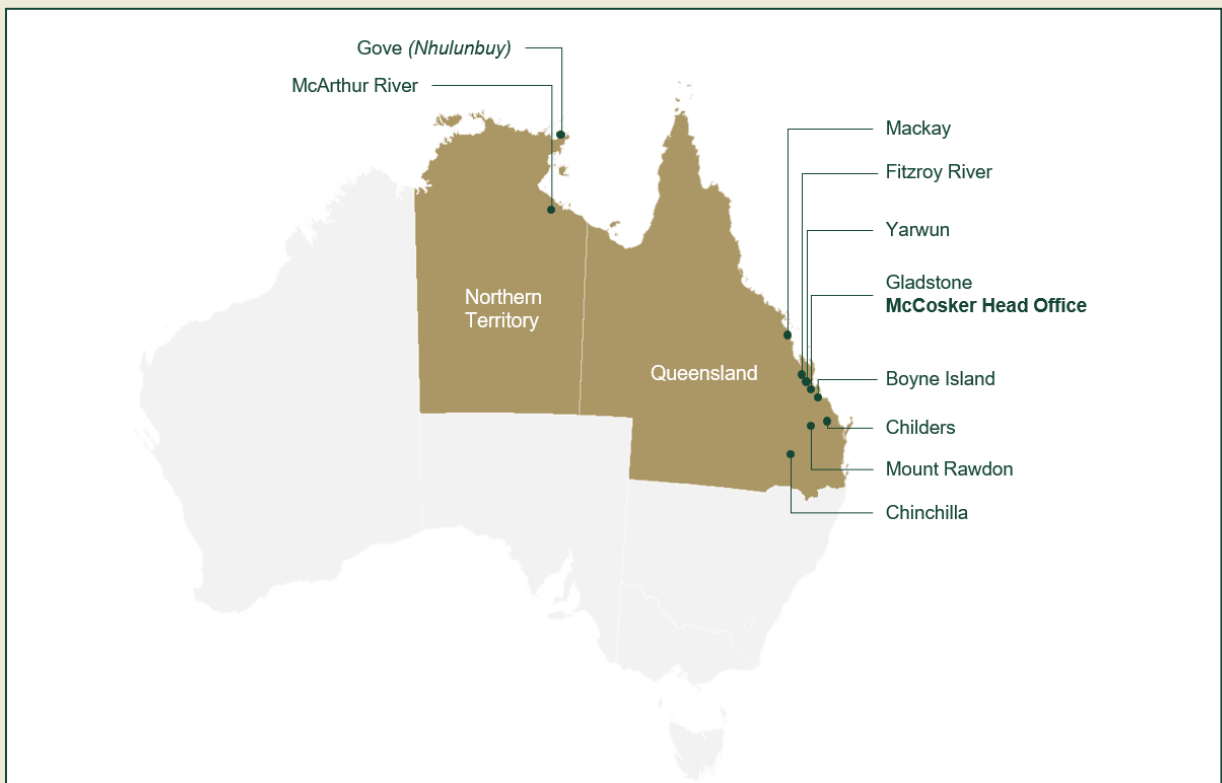 Gove (Nhulunbuy)
McArthur River
Mackay
Fitzroy River
Yarwun
Gladstone
McCosker Head Office
Northern
Territory
Queensland
Boyne Island
Childers
Mount Rawdon
Chinchilla